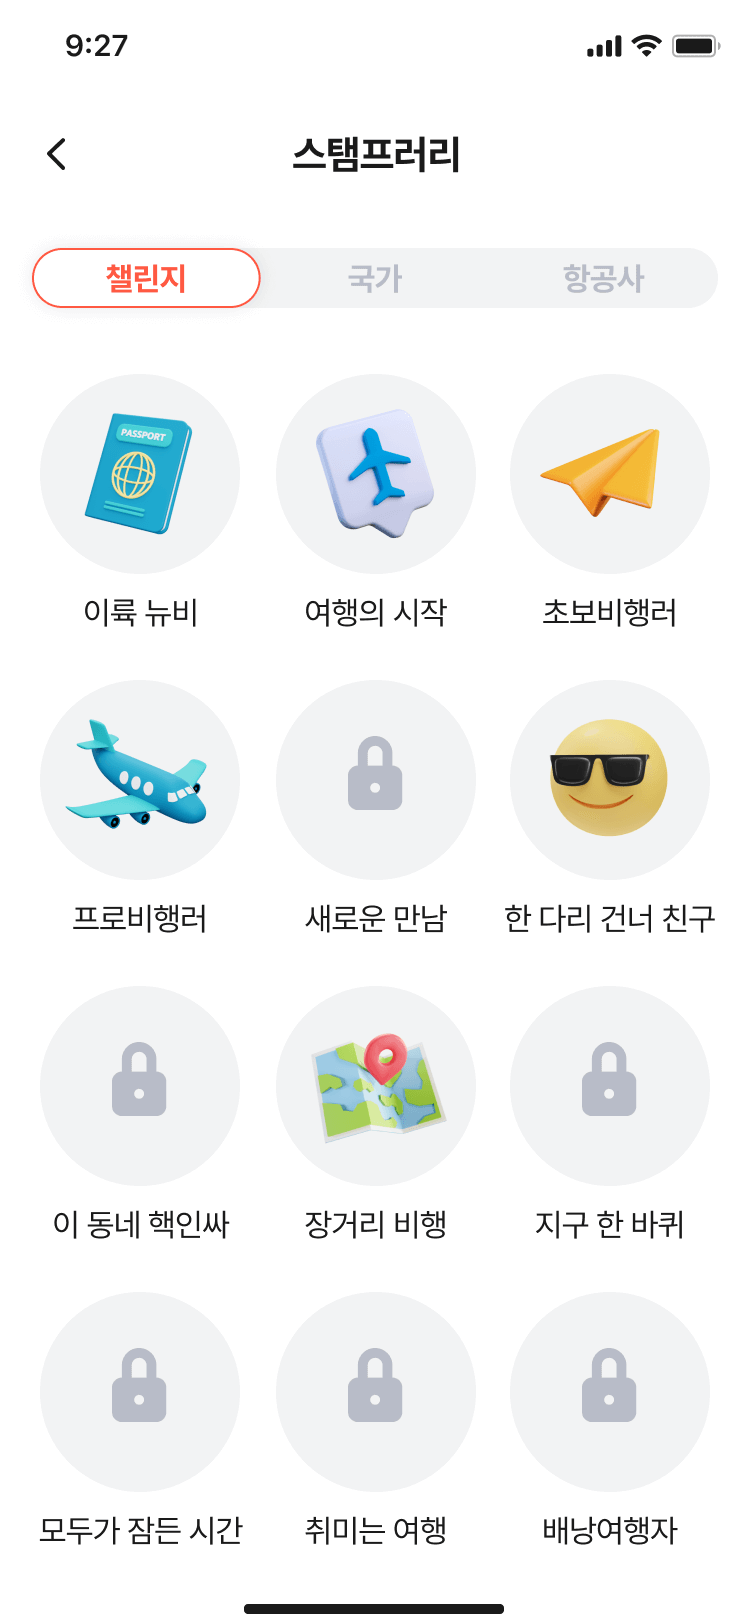 9:27
스탬프러리
챌린지
국가
항공사
PASSPORT
이륙 뉴비
여행의 시작
초보비행러
프로비행러
새로운 만남
한 다리 건너 친구
이 동네 핵인싸
장거리 비행
지구 한 바퀴
모두가 잠든 시간
취미는 여행
배낭여행자